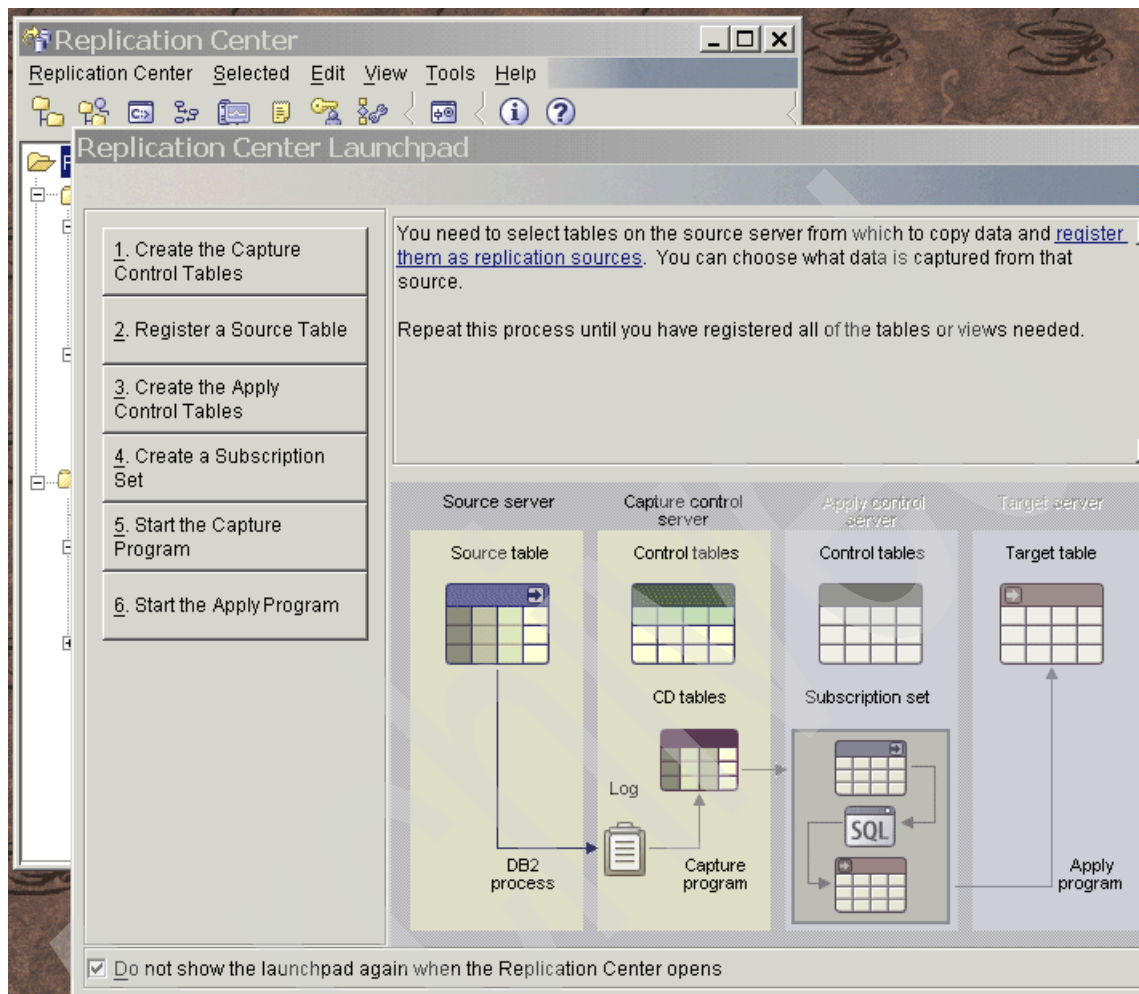 Replication Center
Replication Center Selected Edit View Tools Help
Replication Center Launchpad
1. Create the Capture
Control Tables
2. Register a Source Table
3. Create the Apply
Control Tables
4. Create a Subscription
Set
5. Start the Capture
Program
6. Start the Apply Program
You need to select tables on the source server from which to copy data and register
them as replication sources. You can choose what data is captured from that
source.
Repeat this process until you have registered all of the tables or views needed.
Source server
Capture control
server
Apply control
server
Target server
Source table
Control tables
Control tables
Target table
CD tables
Subscription set
Log
SQL
DB2
process
Capture
program
Apply
program
Do not show the launchpad again when the Replication Center opens